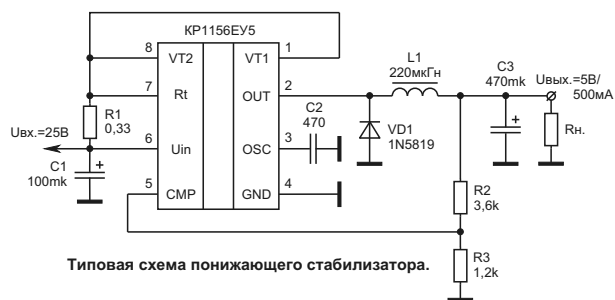 КР1156ЕУ5
8
VT2
VT1
1
7
Rt
OUT
2
6
Uin
OSC
3
5
CMP
GND
4
R1
0,33
Uвх.=25В
C1
100mk
+
C2
470
VD1
1N5819
L1
220мкГн
C3
470mk
+
Uвых.=5В/
500мА
Rн.
R2
3,6k
R3
1,2k
Типовая схема понижающего стабилизатора.